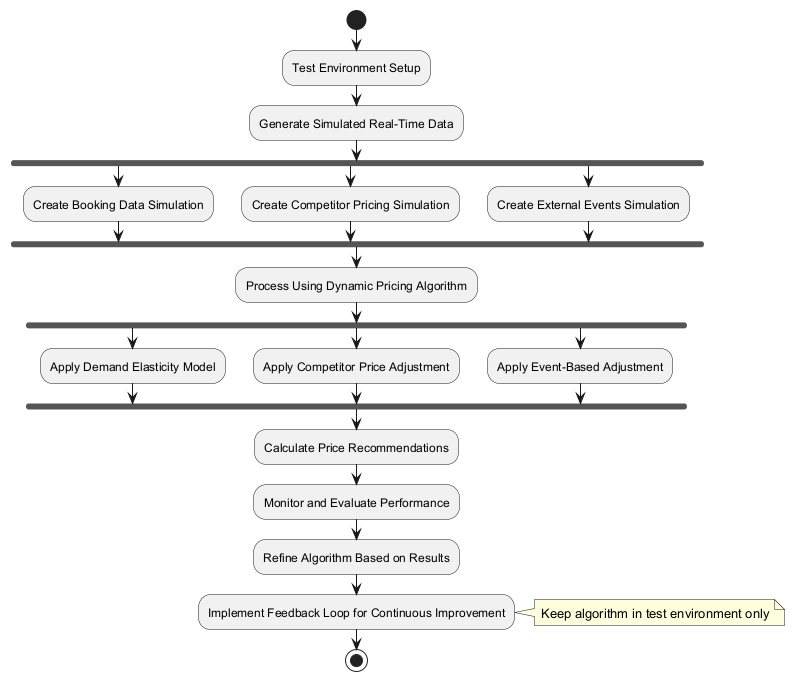 Test Environment Setup
Generate Simulated Real-Time Data
Create Booking Data Simulation
Create Competitor Pricing Simulation
Create External Events Simulation
Process Using Dynamic Pricing Algorithm
Apply Demand Elasticity Model
Apply Competitor Price Adjustment
Apply Event-Based Adjustment
Calculate Price Recommendations
Monitor and Evaluate Performance
Refine Algorithm Based on Results
Implement Feedback Loop for Continuous Improvement
Keep algorithm in test environment only